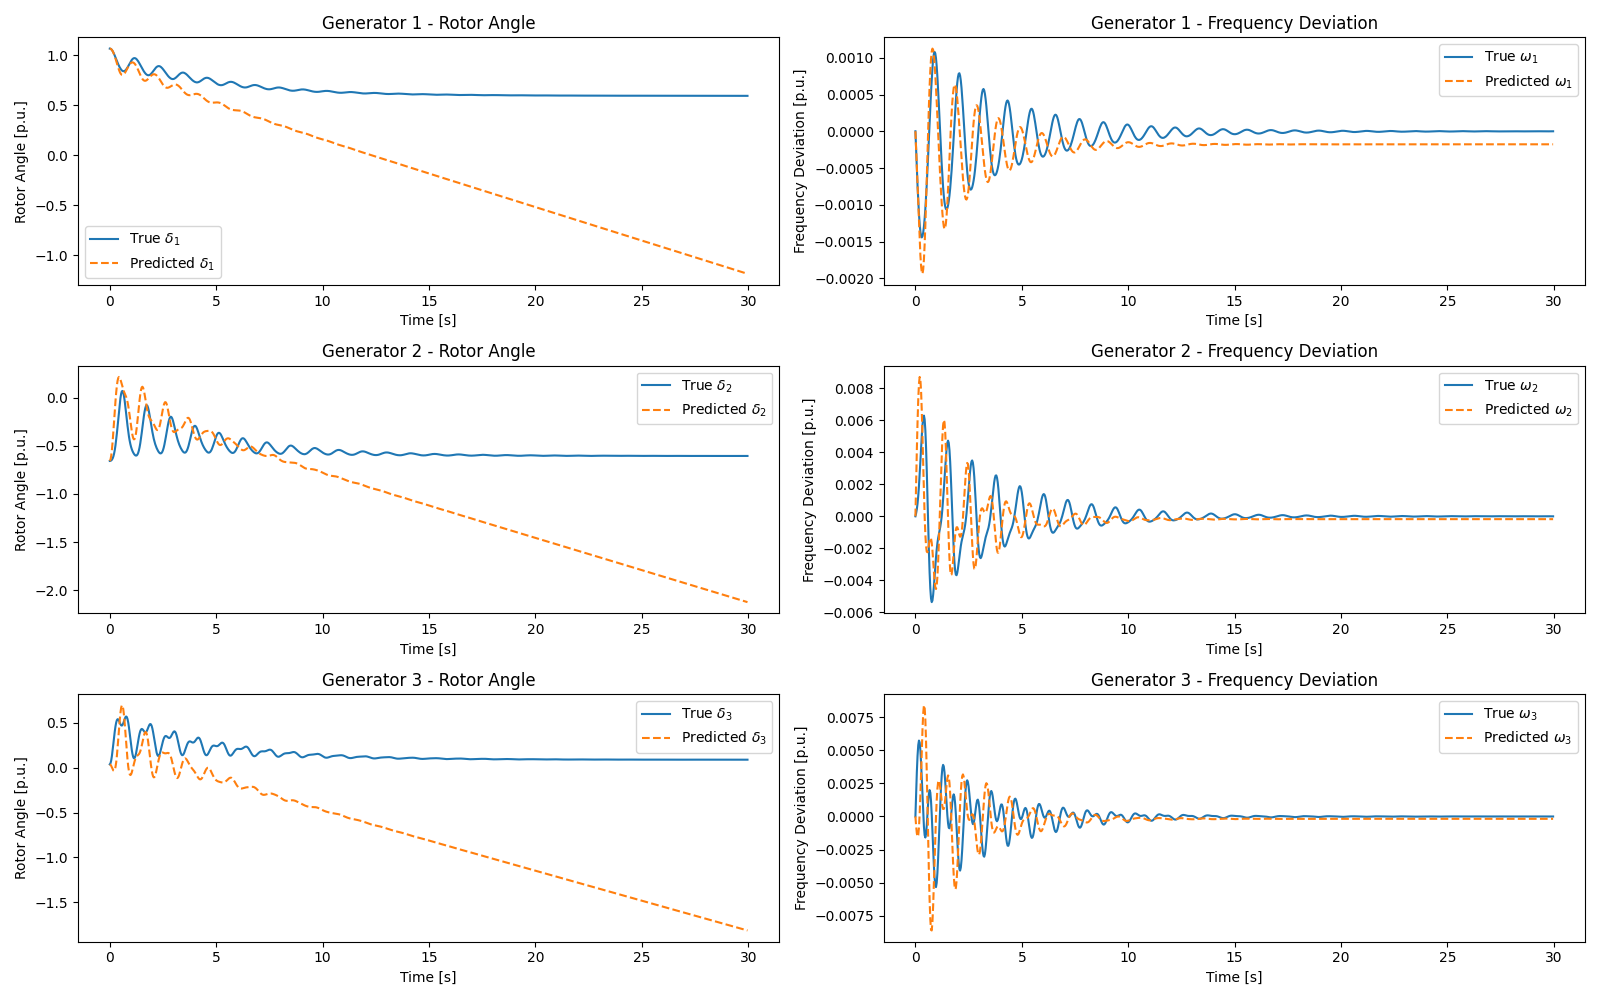 Generator 1 - Rotor Angle
Rotor Angle [p.u.]
1.0
0.5
0.0
−0.5
−1.0
True δ1
Predicted δ1
0 5 10 15 20 25 30
Time [s]
Generator 1 - Frequency Deviation
Frequency Deviation [p.u.]
0.0010
0.0005
0.0000
−0.0005
−0.0010
−0.0015
−0.0020
True ω1
Predicted ω1
0 5 10 15 20 25 30
Time [s]
Generator 2 - Rotor Angle
Rotor Angle [p.u.]
0.0
−0.5
−1.0
−1.5
−2.0
True δ2
Predicted δ2
0 5 10 15 20 25 30
Time [s]
Generator 2 - Frequency Deviation
Frequency Deviation [p.u.]
0.008
0.006
0.004
0.002
0.000
−0.002
−0.004
−0.006
True ω2
Predicted ω2
0 5 10 15 20 25 30
Time [s]
Generator 3 - Rotor Angle
Rotor Angle [p.u.]
0.5
0.0
−0.5
−1.0
−1.5
True δ3
Predicted δ3
0 5 10 15 20 25 30
Time [s]
Generator 3 - Frequency Deviation
Frequency Deviation [p.u.]
0.0075
0.0050
0.0025
0.0000
−0.0025
−0.0050
−0.0075
True ω3
Predicted ω3
0 5 10 15 20 25 30
Time [s]